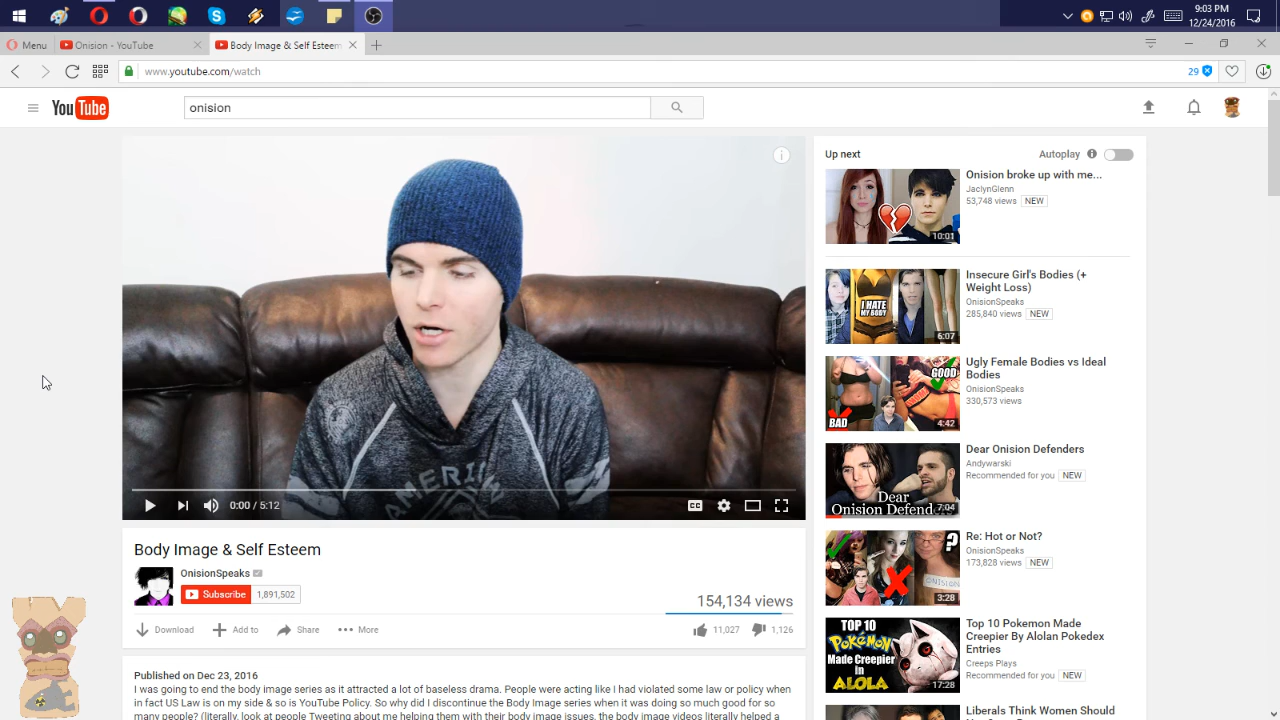 9:03 PM
12/24/2016
Menu
Onision - YouTube
Body Image & Self Esteem
www.youtube.com/watch
29
YouTube
onision
Up next
Autoplay
Onision broke up with me...
JaclynGlenn
53,748 views NEW
10:01
Insecure Girl's Bodies (+
Weight Loss)
OnisionSpeaks
285,840 views NEW
I HATE
MY BODY
6:07
Ugly Female Bodies vs Ideal
Bodies
OnisionSpeaks
330,573 views
GOOD
BAD
4:42
Dear Onision Defenders
Andywarski
Recommended for you NEW
Dear
Onision Defend
7:04
Re: Hot or Not?
OnisionSpeaks
173,828 views NEW
?
3:28
Top 10 Pokemon Made
Creepier By Alolan Pokedex
Entries
Creeps Plays
Recommended for you NEW
TOP 10
POKÉMON
Made Creepier
in
ALOLA
17:28
Liberals Think Women Should
AMERI
0:00 / 5:12
CC
Body Image & Self Esteem
OnisionSpeaks
Subscribe 1,891,502
154,134 views
Download Add to Share More
11,027 1,126
Published on Dec 23, 2016
I was going to end the Body Image series as it attracted a lot of baseless drama. People were acting like I had violated some law or policy when
in fact US Law is on my side & so is YouTube Policy. So why did I discontinue the Body Image series when it was doing so much good for so
many people? Literally, a lot of people Tweeting about me helping them with their body image issues, the body image videos literally helped a